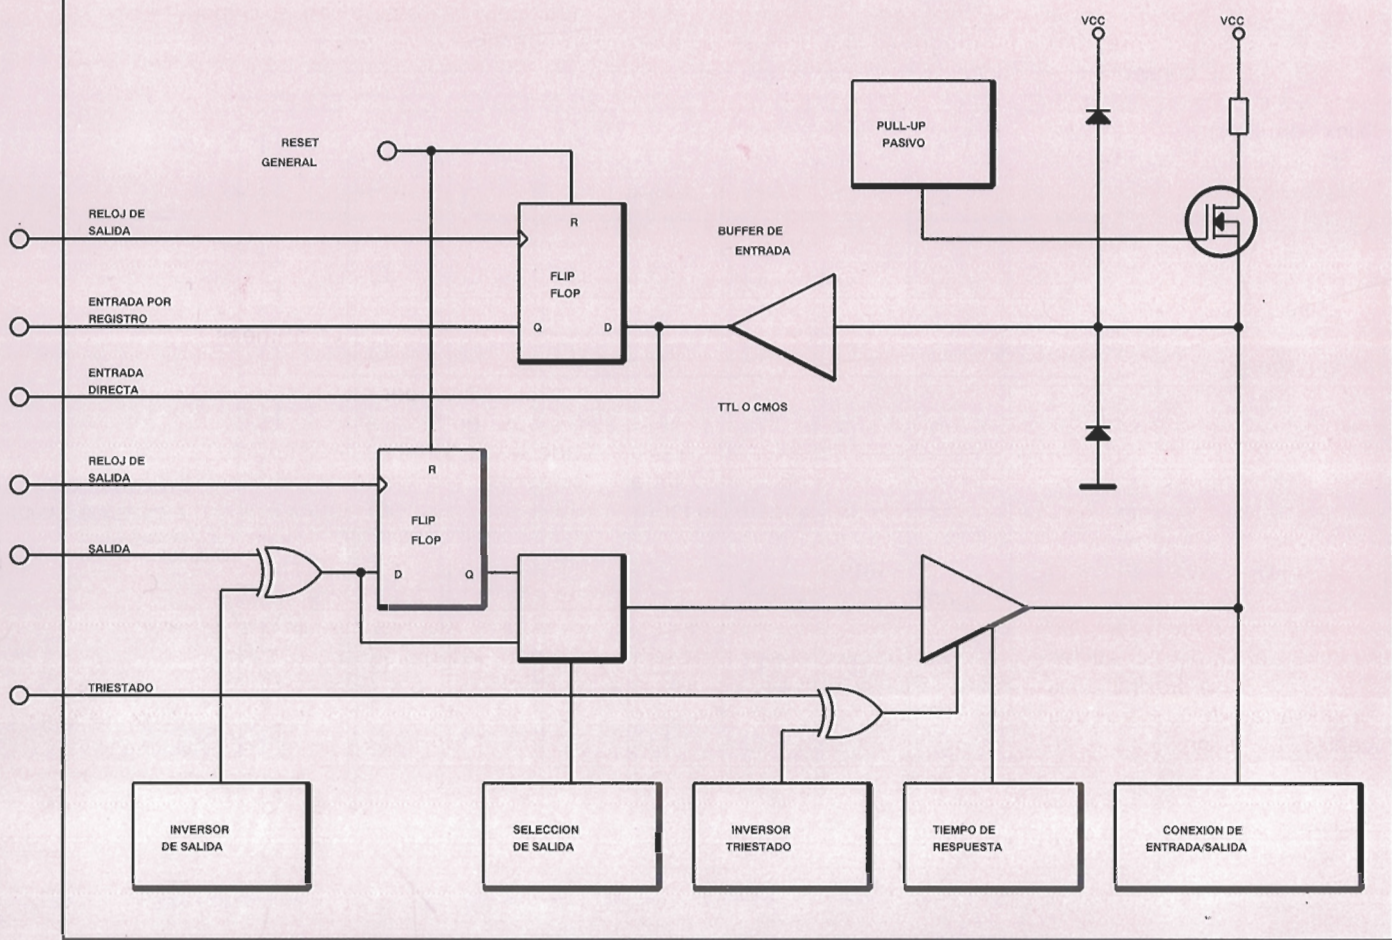 VCC
VCC
PULL-UP
PASIVO
RESET
GENERAL
R
RELOJ DE
SALIDA
FLIP
FLOP
BUFFER DE
ENTRADA
ENTRADA POR
REGISTRO
Q
D
ENTRADA
DIRECTA
TTL O CMOS
RELOJ DE
SALIDA
R
FLIP
FLOP
SALIDA
D
Q
TRIESTADO
INVERSOR
DE SALIDA
SELECCION
DE SALIDA
INVERSOR
TRIESTADO
TIEMPO DE
RESPUESTA
CONEXION DE
ENTRADA/SALIDA